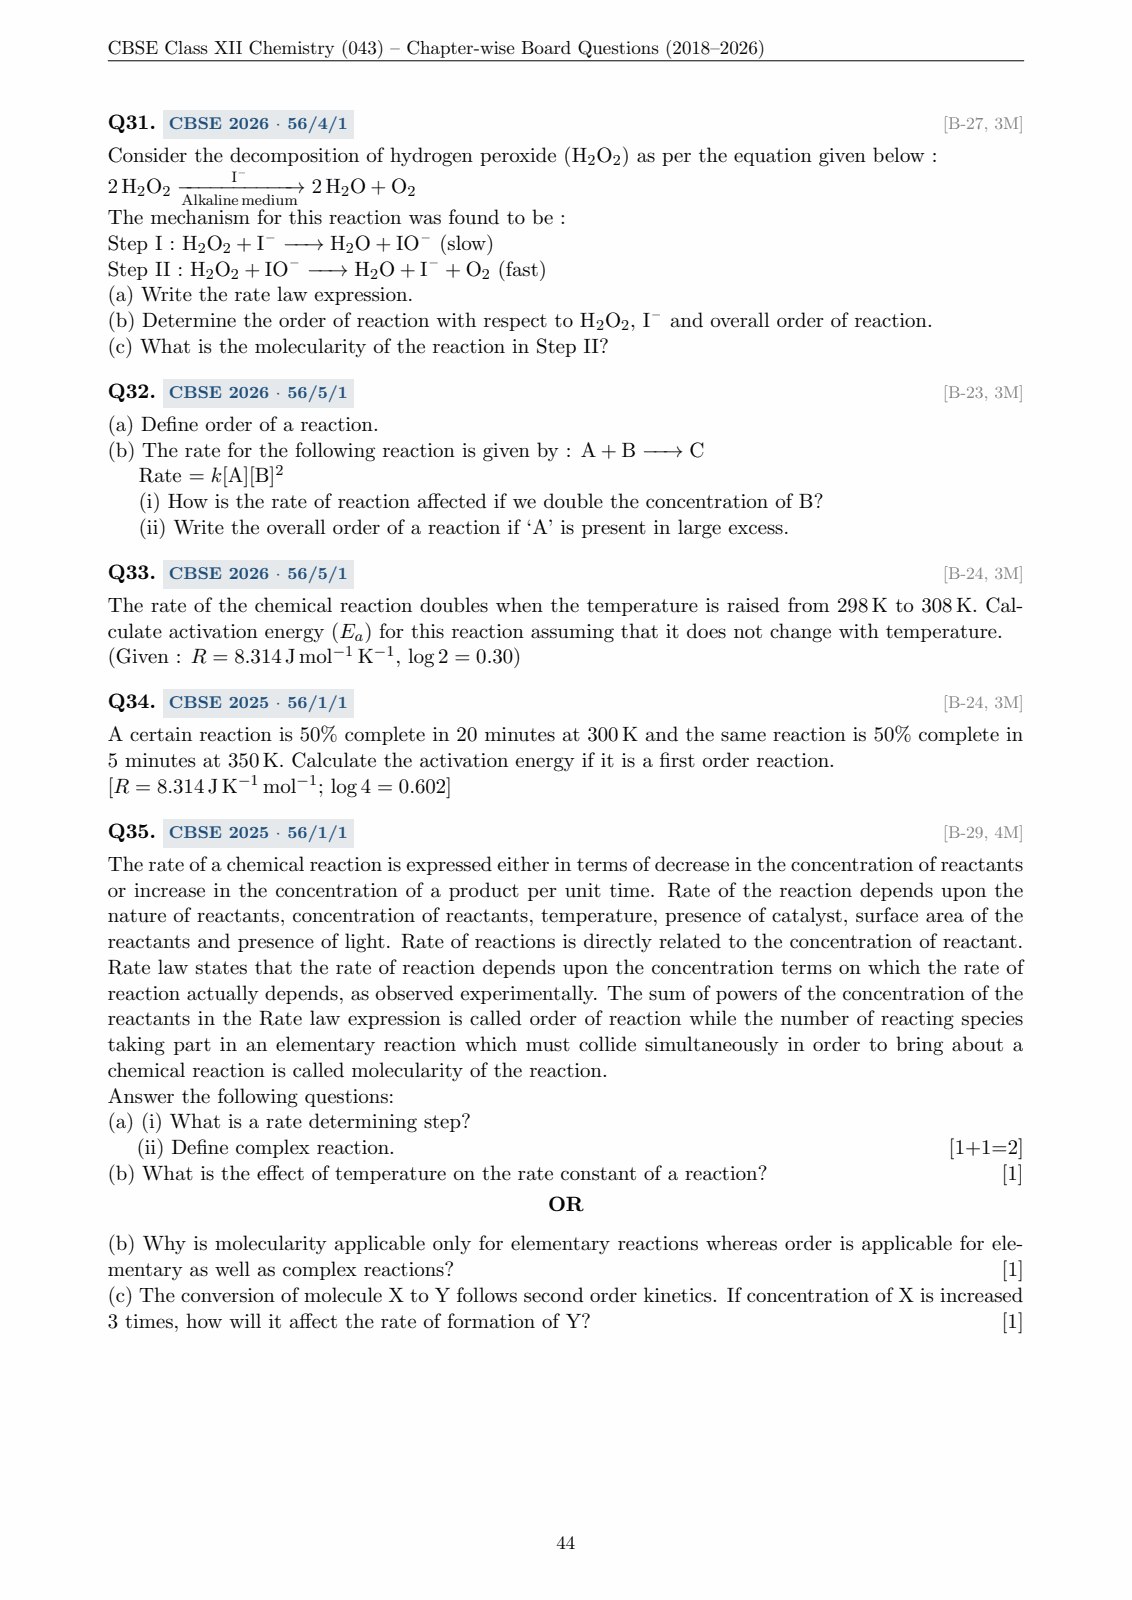 CBSE Class XII Chemistry (043) – Chapter-wise Board Questions (2018–2026)
Q31. CBSE 2026 · 56/4/1 [B-27, 3M]
Consider the decomposition of hydrogen peroxide (H₂O₂) as per the equation given below :
2 H₂O₂ —I⁻/Alkaline medium→ 2 H₂O + O₂
The mechanism for this reaction was found to be :
Step I : H₂O₂ + I⁻ ⟶ H₂O + IO⁻ (slow)
Step II : H₂O₂ + IO⁻ ⟶ H₂O + I⁻ + O₂ (fast)
(a) Write the rate law expression.
(b) Determine the order of reaction with respect to H₂O₂, I⁻ and overall order of reaction.
(c) What is the molecularity of the reaction in Step II?
Q32. CBSE 2026 · 56/5/1 [B-23, 3M]
(a) Define order of a reaction.
(b) The rate for the following reaction is given by : A + B ⟶ C
Rate = k[A][B]²
(i) How is the rate of reaction affected if we double the concentration of B?
(ii) Write the overall order of a reaction if ‘A’ is present in large excess.
Q33. CBSE 2026 · 56/5/1 [B-24, 3M]
The rate of the chemical reaction doubles when the temperature is raised from 298 K to 308 K. Cal-
culate activation energy (Eₐ) for this reaction assuming that it does not change with temperature.
(Given : R = 8.314 J mol⁻¹ K⁻¹, log 2 = 0.30)
Q34. CBSE 2025 · 56/1/1 [B-24, 3M]
A certain reaction is 50% complete in 20 minutes at 300 K and the same reaction is 50% complete in
5 minutes at 350 K. Calculate the activation energy if it is a first order reaction.
[R = 8.314 J K⁻¹ mol⁻¹; log 4 = 0.602]
Q35. CBSE 2025 · 56/1/1 [B-29, 4M]
The rate of a chemical reaction is expressed either in terms of decrease in the concentration of reactants
or increase in the concentration of a product per unit time. Rate of the reaction depends upon the
nature of reactants, concentration of reactants, temperature, presence of catalyst, surface area of the
reactants and presence of light. Rate of reactions is directly related to the concentration of reactant.
Rate law states that the rate of reaction depends upon the concentration terms on which the rate of
reaction actually depends, as observed experimentally. The sum of powers of the concentration of the
reactants in the Rate law expression is called order of reaction while the number of reacting species
taking part in an elementary reaction which must collide simultaneously in order to bring about a
chemical reaction is called molecularity of the reaction.
Answer the following questions:
(a) (i) What is a rate determining step?
(ii) Define complex reaction. [1+1=2]
(b) What is the effect of temperature on the rate constant of a reaction? [1]
OR
(b) Why is molecularity applicable only for elementary reactions whereas order is applicable for ele-
mentary as well as complex reactions? [1]
(c) The conversion of molecule X to Y follows second order kinetics. If concentration of X is increased
3 times, how will it affect the rate of formation of Y? [1]
44